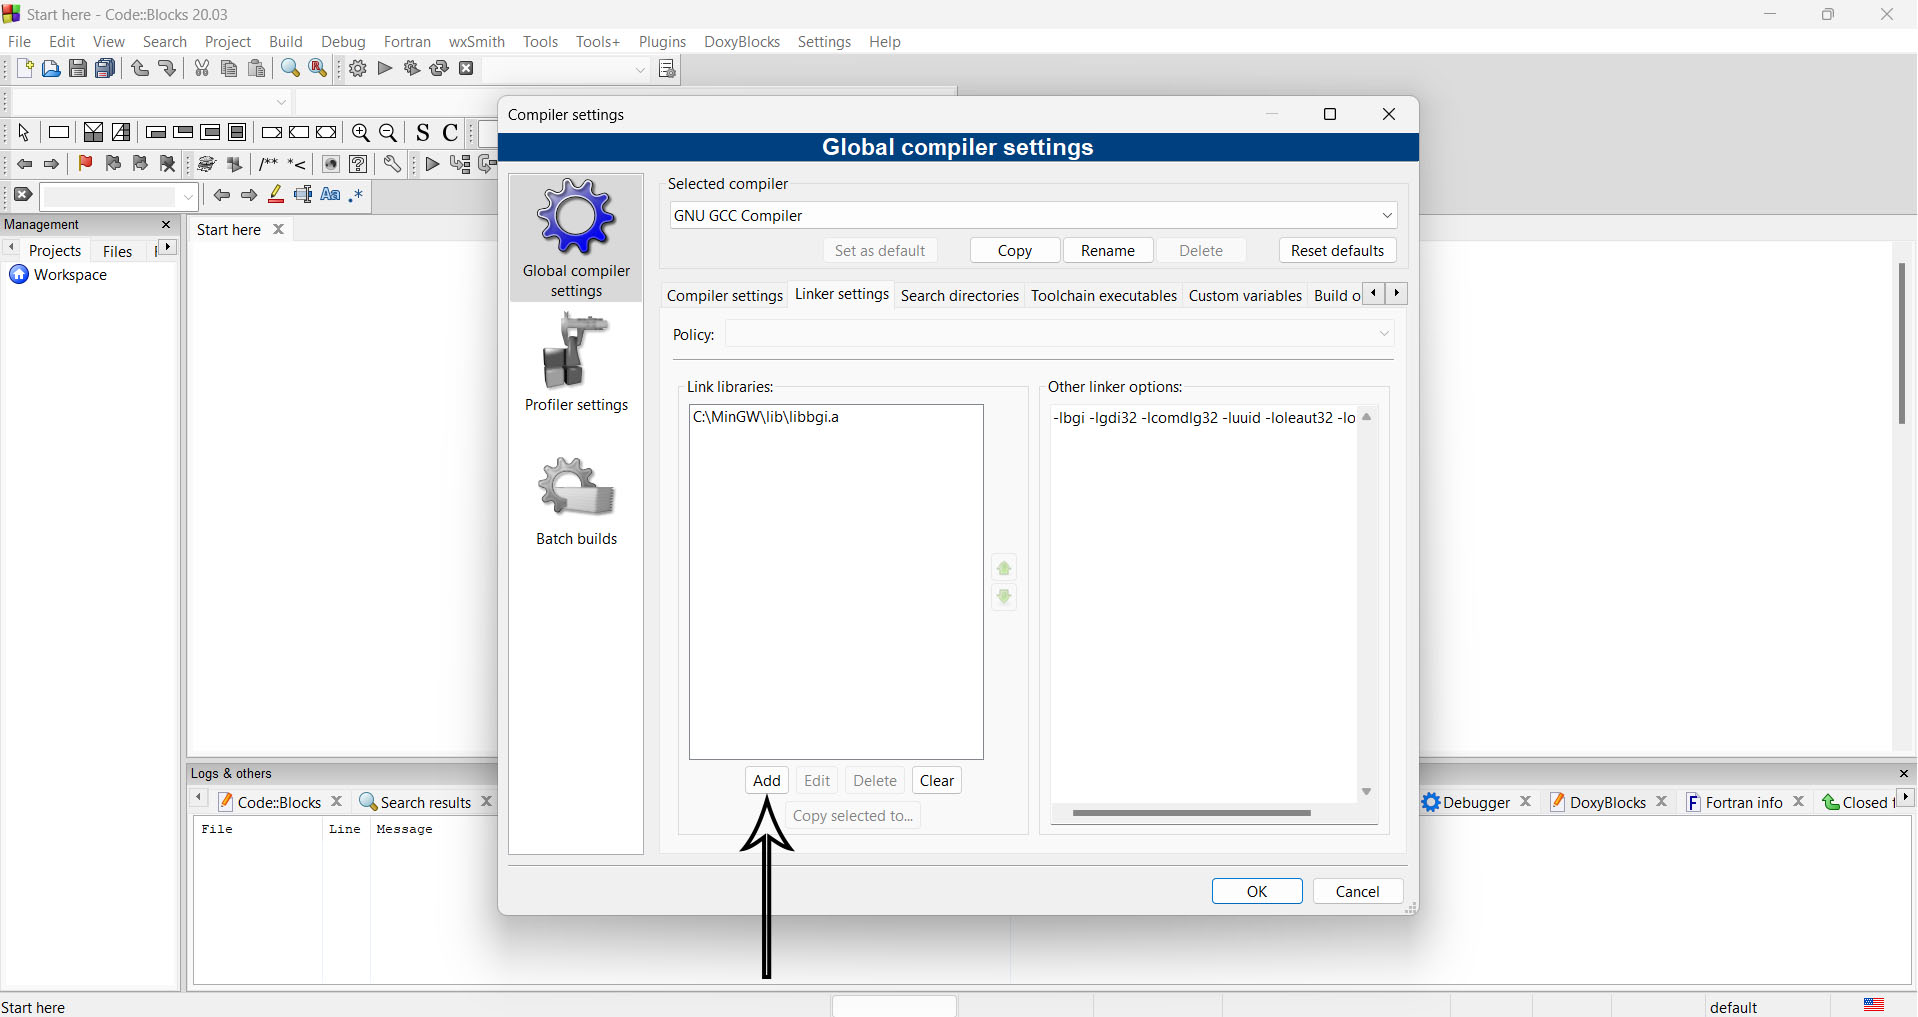 Start here - Code::Blocks 20.03
File Edit View Search Project Build Debug Fortran wxSmith Tools Tools+ Plugins DoxyBlocks Settings Help
S C
/** *<
Aa .*
Management
Projects Files
Workspace
Start here
Compiler settings
Global compiler settings
Global compiler
settings
Profiler settings
Batch builds
Selected compiler
GNU GCC Compiler
Set as default Copy Rename Delete Reset defaults
Compiler settings Linker settings Search directories Toolchain executables Custom variables Build o
Policy:
Link libraries:
C:\MinGW\lib\libbgi.a
Add Edit Delete Clear
Copy selected to...
Other linker options:
-lbgi -lgdi32 -lcomdlg32 -luuid -loleaut32 -lo
OK Cancel
Logs & others
Code::Blocks Search results Debugger DoxyBlocks Fortran info Closed f
File Line Message
Start here default